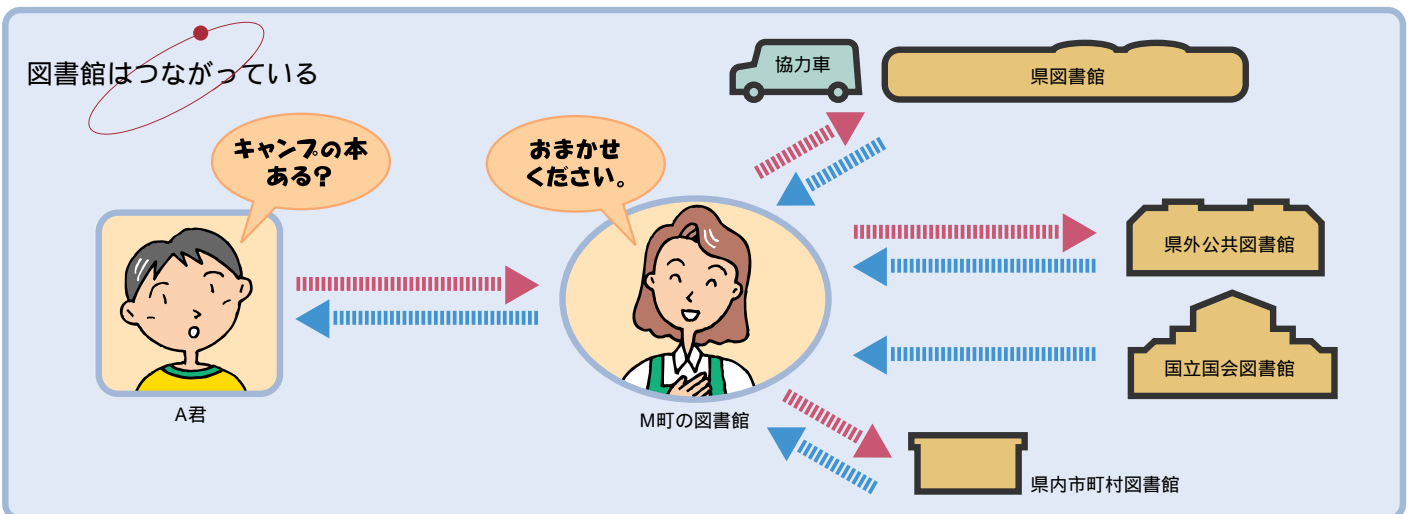 図書館はつながっている
協力車
県図書館
キャンプの本
ある？
おまかせ
ください。
県外公共図書館
国立国会図書館
A君
M町の図書館
県内市町村図書館